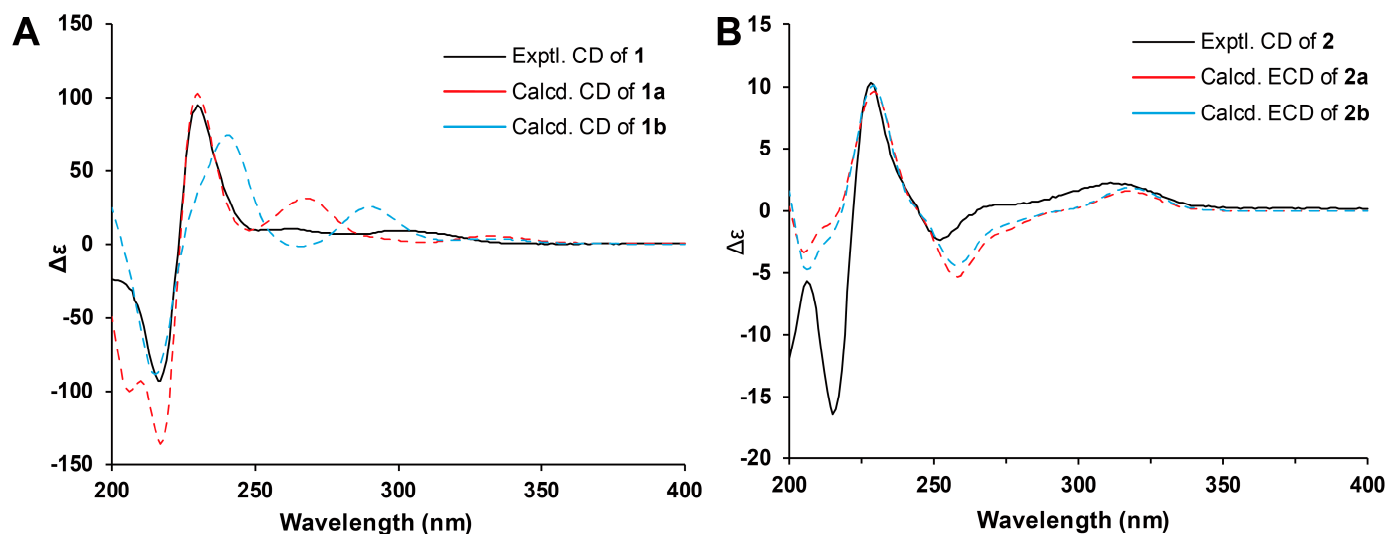 A
150
100
50
0
-50
-100
-150
200 250 300 350 400
Δε
Wavelength (nm)
Exptl. CD of 1
Calcd. CD of 1a
Calcd. CD of 1b
B
15
10
5
0
-5
-10
-15
-20
200 250 300 350 400
Δε
Wavelength (nm)
Exptl. CD of 2
Calcd. ECD of 2a
Calcd. ECD of 2b